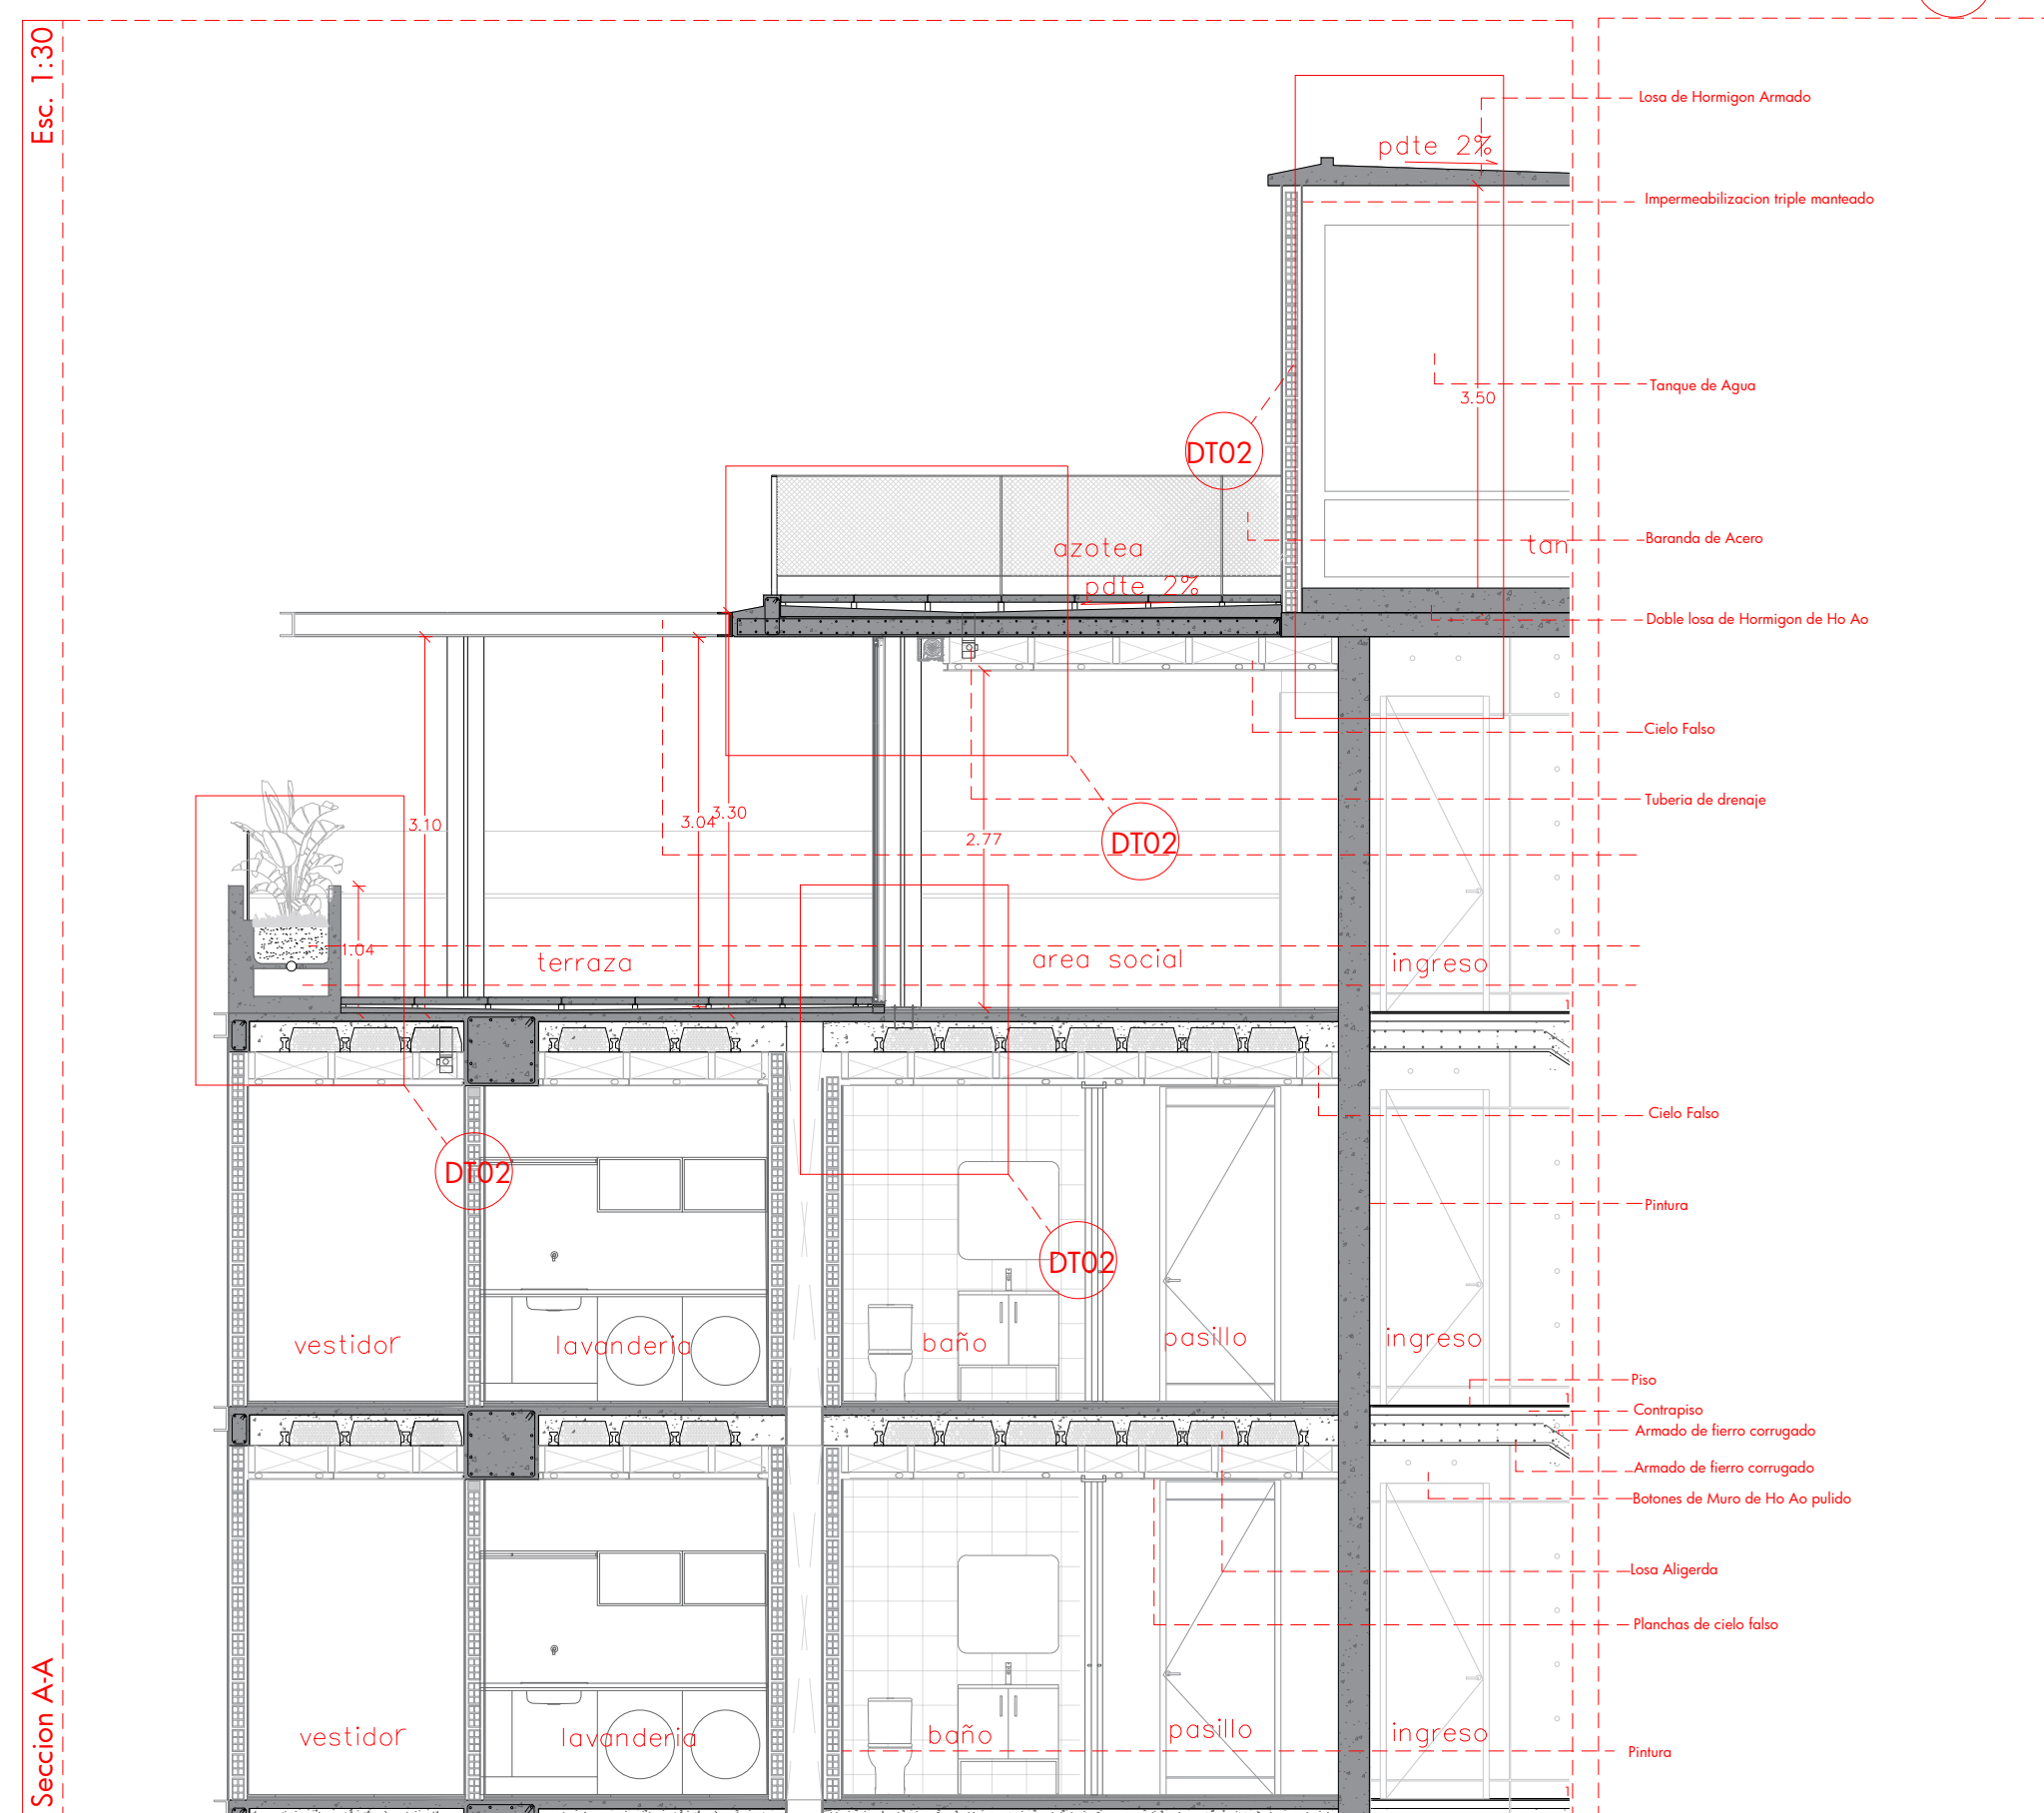 Esc. 1:30
Losa de Hormigon Armado
pdte 2%
Impermeabilizacion triple manteado
Tanque de Agua
3.50
DT02
Baranda de Acero
azotea
tan
pdte 2%
Doble losa de Hormigon de Ho Ao
Cielo Falso
Tuberia de drenaje
3.10
3.04
3.30
2.77
DT02
1.04
terraza
area social
ingreso
Cielo Falso
DT02
Pintura
DT02
vestidor
lavanderia
baño
pasillo
ingreso
Piso
Contrapiso
Armado de fierro corrugado
Armado de fierro corrugado
Botones de Muro de Ho Ao pulido
Losa Aligerda
Planchas de cielo falso
vestidor
lavanderia
baño
pasillo
ingreso
Pintura
Seccion A-A